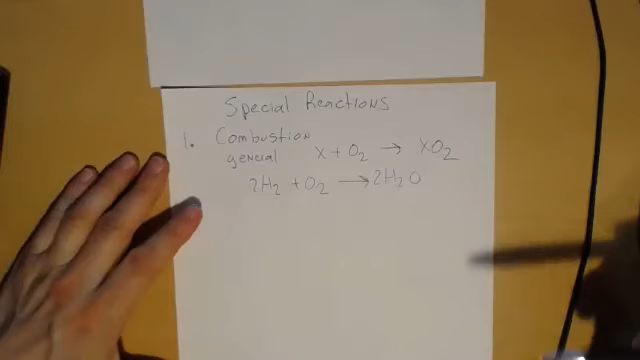 Special Reactions
1. Combustion
general X + O2 → XO2
2H2 + O2 → 2H2O